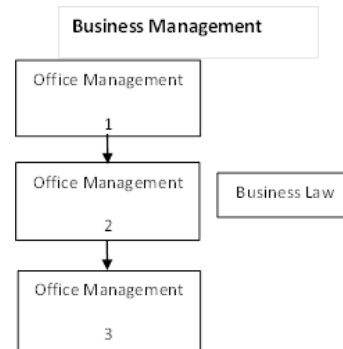 Business Management
Office Management
1
Office Management
2
Business Law
Office Management
3